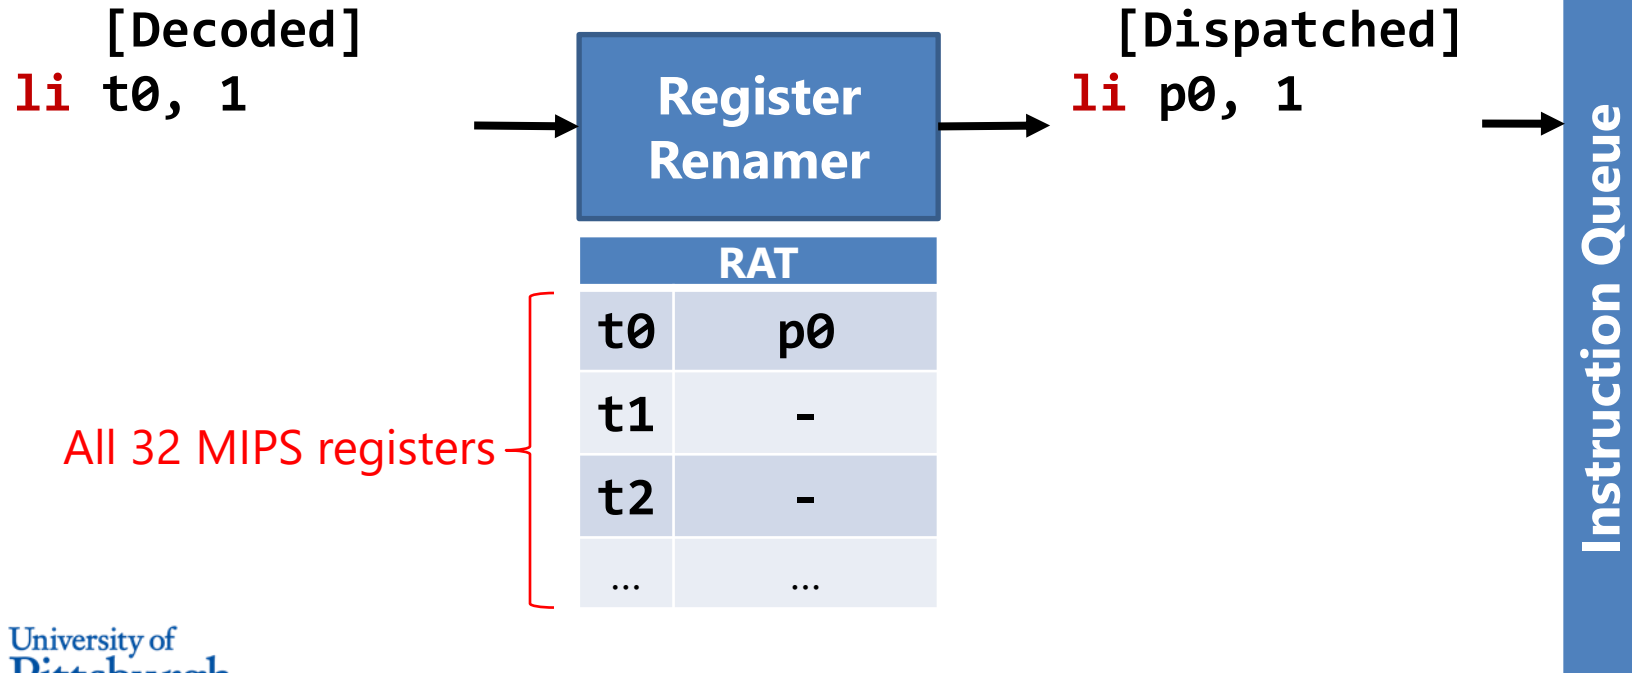 [Decoded]
li t0, 1
Register
Renamer
[Dispatched]
li p0, 1
Instruction Queue
RAT
t0 p0
t1 -
t2 -
... ...
All 32 MIPS registers
University of
Pittsburgh